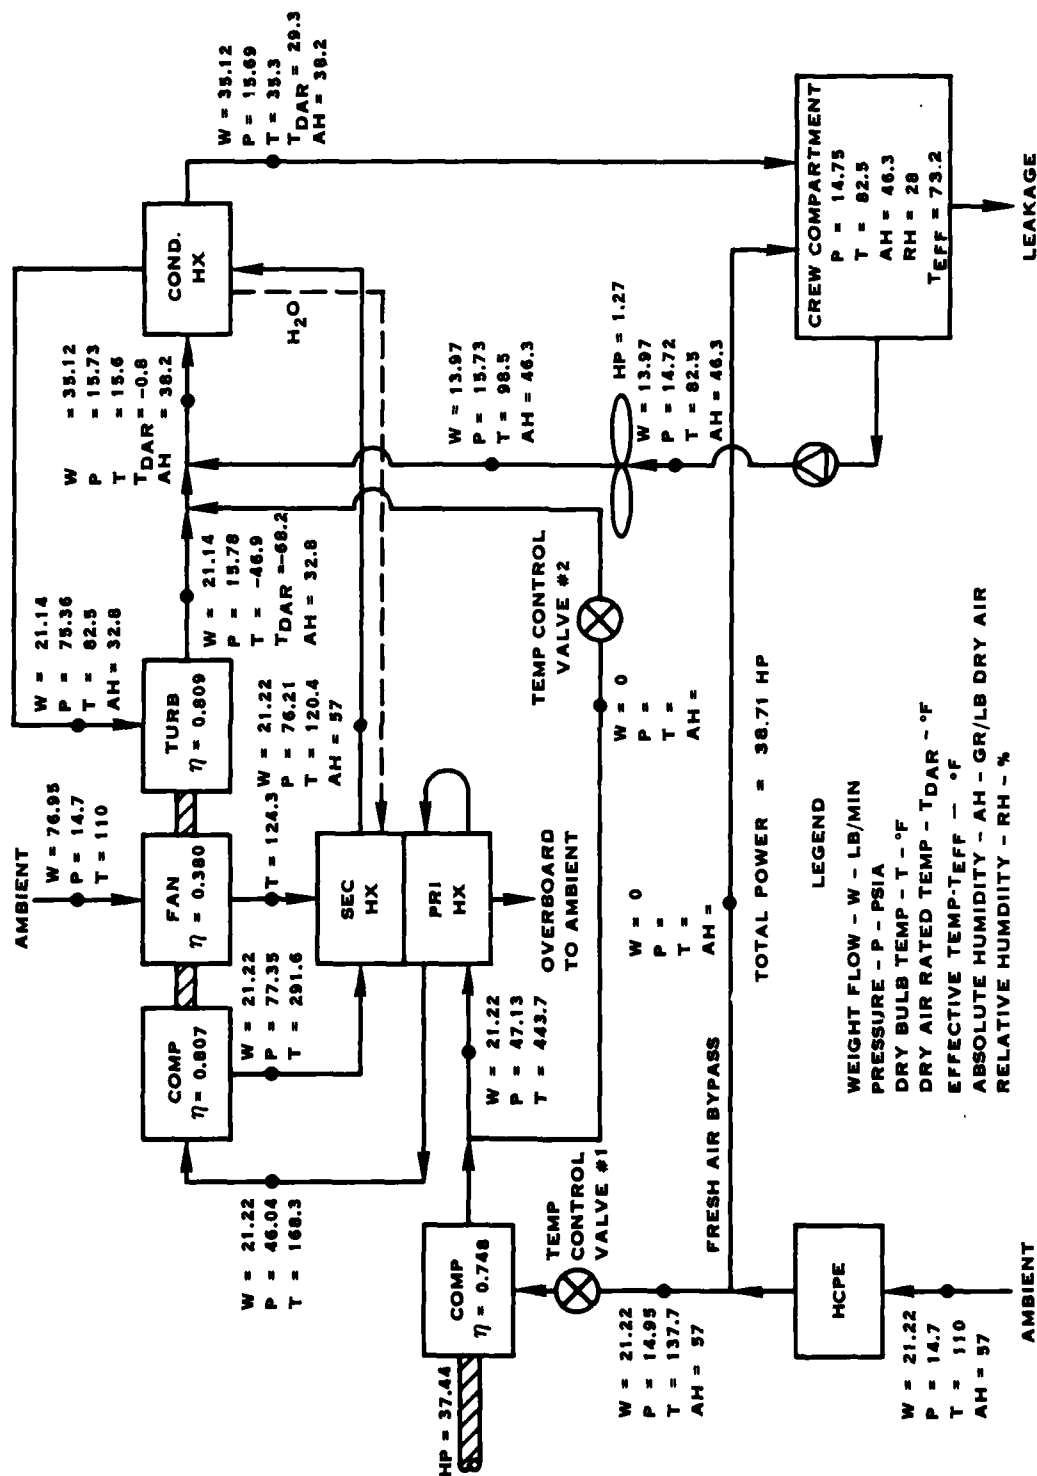 AMBIENT
W = 76.95
P = 14.7
T = 110
W = 21.14
P = 75.36
T = 82.5
AH = 32.8
COMP
η = 0.807
FAN
η = 0.380
TURB
η = 0.809
COND.
HX
W = 35.12
P = 15.69
T = 35.3
TDAR = 29.3
AH = 38.2
W = 35.12
P = 15.73
T = 15.6
TDAR = -0.8
AH = 38.2
W = 21.14
P = 15.78
T = -46.9
TDAR = -68.2
AH = 32.8
W = 21.22
P = 46.04
T = 168.3
W = 21.22
P = 77.35
T = 291.6
T = 124.3
W = 21.22
P = 76.21
T = 120.4
AH = 57
H2O
SEC
HX
PRI
HX
OVERBOARD
TO AMBIENT
W = 13.97
P = 15.73
T = 98.5
AH = 46.3
HP = 1.27
W = 13.97
P = 14.72
T = 82.5
AH = 46.3
W = 21.22
P = 47.13
T = 443.7
TEMP CONTROL
VALVE #2
W = 0
P =
T =
AH =
HP = 37.44
COMP
η = 0.748
TEMP
CONTROL
VALVE #1
W = 0
P =
T =
AH =
FRESH AIR BYPASS
TOTAL POWER = 38.71 HP
W = 21.22
P = 14.95
T = 137.7
AH = 57
HCPE
W = 21.22
P = 14.7
T = 110
AH = 57
AMBIENT
CREW COMPARTMENT
P = 14.75
T = 82.5
AH = 46.3
RH = 28
TEFF = 73.2
LEAKAGE
LEGEND
WEIGHT FLOW - W - LB/MIN
PRESSURE - P - PSIA
DRY BULB TEMP - T - °F
DRY AIR RATED TEMP - TDAR - °F
EFFECTIVE TEMP-TEFF — °F
ABSOLUTE HUMIDITY - AH - GR/LB DRY AIR
RELATIVE HUMDIITY - RH - %